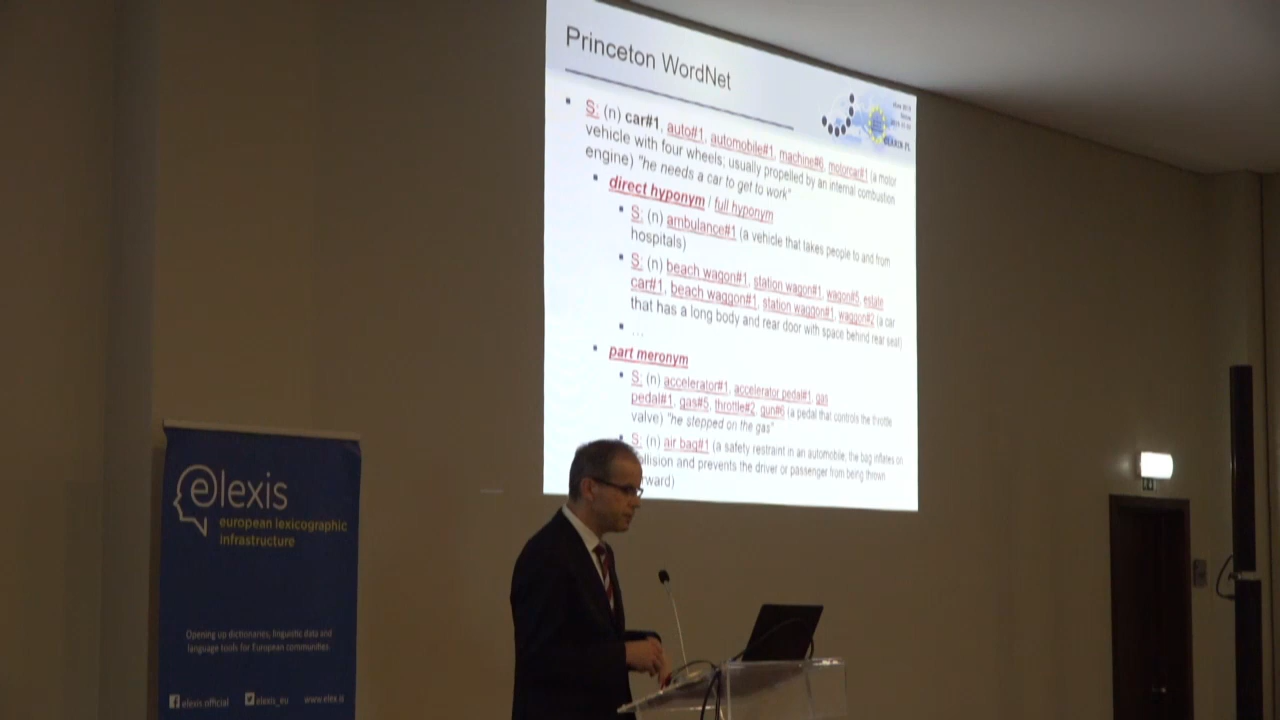 Princeton WordNet
S: (n) car#1, auto#1, automobile#1, machine#6, motorcar#1 (a motor
vehicle with four wheels; usually propelled by an internal combustion
engine) "he needs a car to get to work"
direct hyponym / full hyponym
S: (n) ambulance#1 (a vehicle that takes people to and from
hospitals)
S: (n) beach wagon#1, station wagon#1, wagon#5, estate
car#1, beach waggon#1, station waggon#1, waggon#2 (a car
that has a long body and rear door with space behind rear seat)
...
part meronym
S: (n) accelerator#1, accelerator pedal#1, gas
pedal#1, gas#5, throttle#2, gun#6 (a pedal that controls the throttle
valve) "he stepped on the gas"
S: (n) air bag#1 (a safety restraint in an automobile; the bag inflates on
ollision and prevents the driver or passenger from being thrown
rward)
elexis
european lexicographic
infrastructure
Opening up dictionaries, linguistic data and
language tools for European communities.
elexis.official elexis_eu www.elex.is